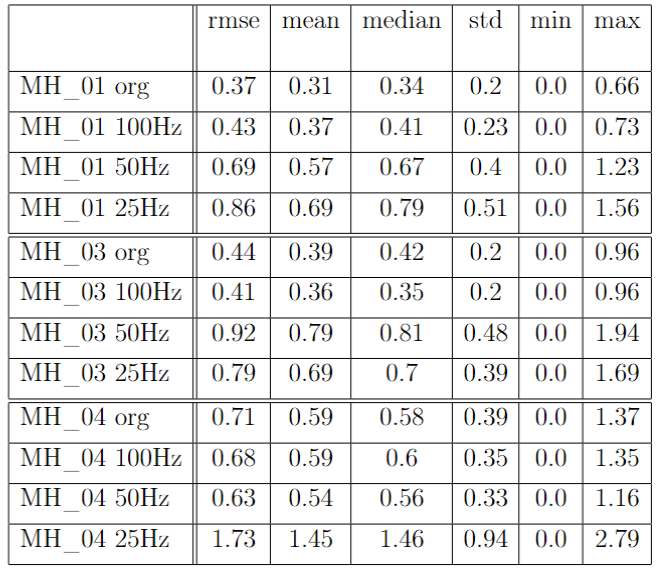 rmse mean median std min max
MH_01 org 0.37 0.31 0.34 0.2 0.0 0.66
MH_01 100Hz 0.43 0.37 0.41 0.23 0.0 0.73
MH_01 50Hz 0.69 0.57 0.67 0.4 0.0 1.23
MH_01 25Hz 0.86 0.69 0.79 0.51 0.0 1.56
MH_03 org 0.44 0.39 0.42 0.2 0.0 0.96
MH_03 100Hz 0.41 0.36 0.35 0.2 0.0 0.96
MH_03 50Hz 0.92 0.79 0.81 0.48 0.0 1.94
MH_03 25Hz 0.79 0.69 0.7 0.39 0.0 1.69
MH_04 org 0.71 0.59 0.58 0.39 0.0 1.37
MH_04 100Hz 0.68 0.59 0.6 0.35 0.0 1.35
MH_04 50Hz 0.63 0.54 0.56 0.33 0.0 1.16
MH_04 25Hz 1.73 1.45 1.46 0.94 0.0 2.79